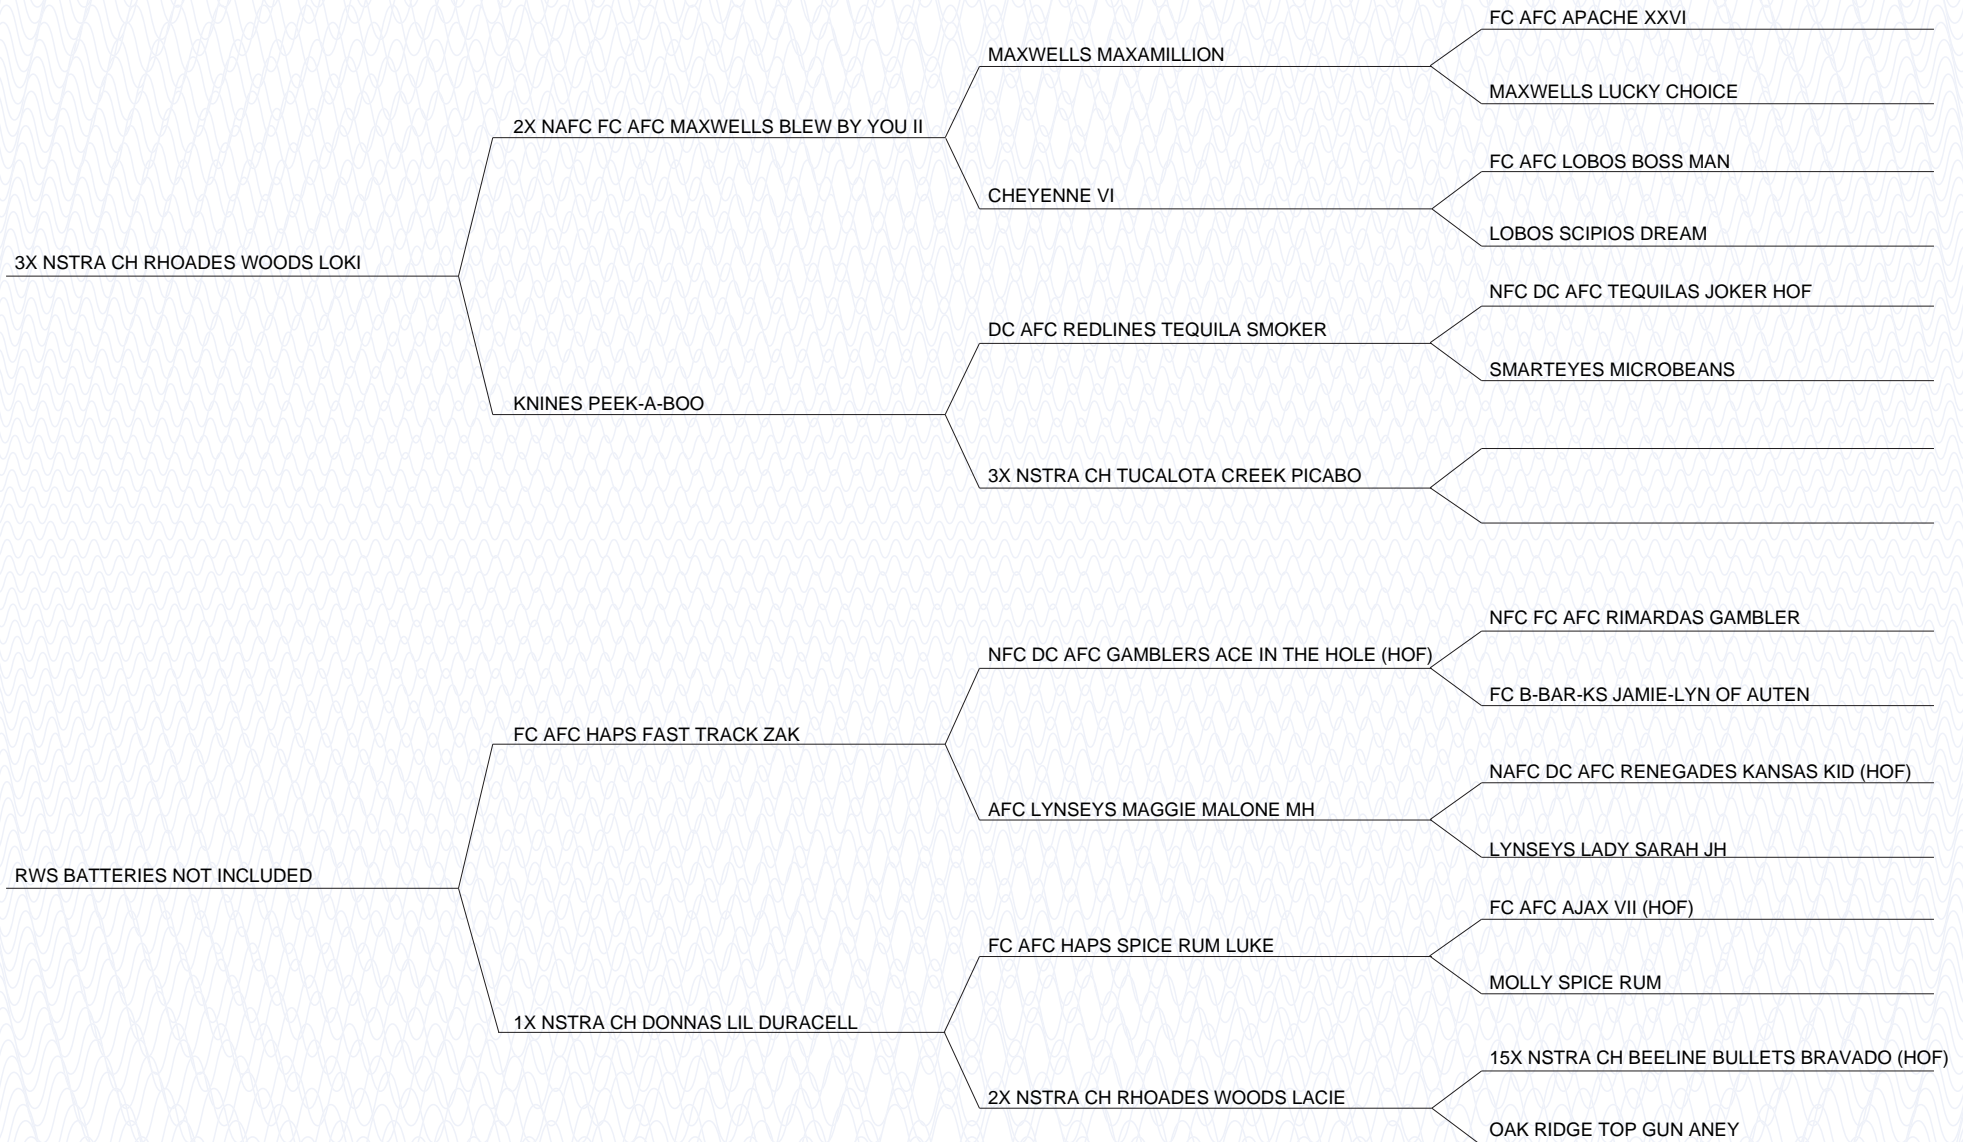 FC AFC APACHE XXVI
MAXWELLS MAXAMILLION
MAXWELLS LUCKY CHOICE
2X NAFC FC AFC MAXWELLS BLEW BY YOU II
FC AFC LOBOS BOSS MAN
CHEYENNE VI
LOBOS SCIPIOS DREAM
3X NSTRA CH RHOADES WOODS LOKI
NFC DC AFC TEQUILAS JOKER HOF
DC AFC REDLINES TEQUILA SMOKER
SMARTEYES MICROBEANS
KNINES PEEK-A-BOO
3X NSTRA CH TUCALOTA CREEK PICABO
NFC FC AFC RIMARDAS GAMBLER
NFC DC AFC GAMBLERS ACE IN THE HOLE (HOF)
FC B-BAR-KS JAMIE-LYN OF AUTEN
FC AFC HAPS FAST TRACK ZAK
NAFC DC AFC RENEGADES KANSAS KID (HOF)
AFC LYNSEYS MAGGIE MALONE MH
LYNSEYS LADY SARAH JH
RWS BATTERIES NOT INCLUDED
FC AFC AJAX VII (HOF)
FC AFC HAPS SPICE RUM LUKE
MOLLY SPICE RUM
1X NSTRA CH DONNAS LIL DURACELL
15X NSTRA CH BEELINE BULLETS BRAVADO (HOF)
2X NSTRA CH RHOADES WOODS LACIE
OAK RIDGE TOP GUN ANEY